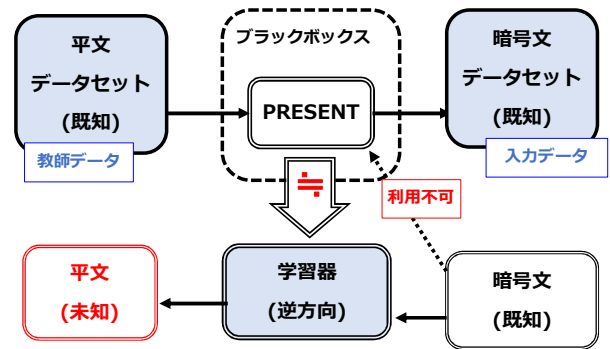 平文
データセット
(既知)
教師データ
ブラックボックス
PRESENT
暗号文
データセット
(既知)
入力データ
≒
利用不可
平文
(未知)
学習器
(逆方向)
暗号文
(既知)